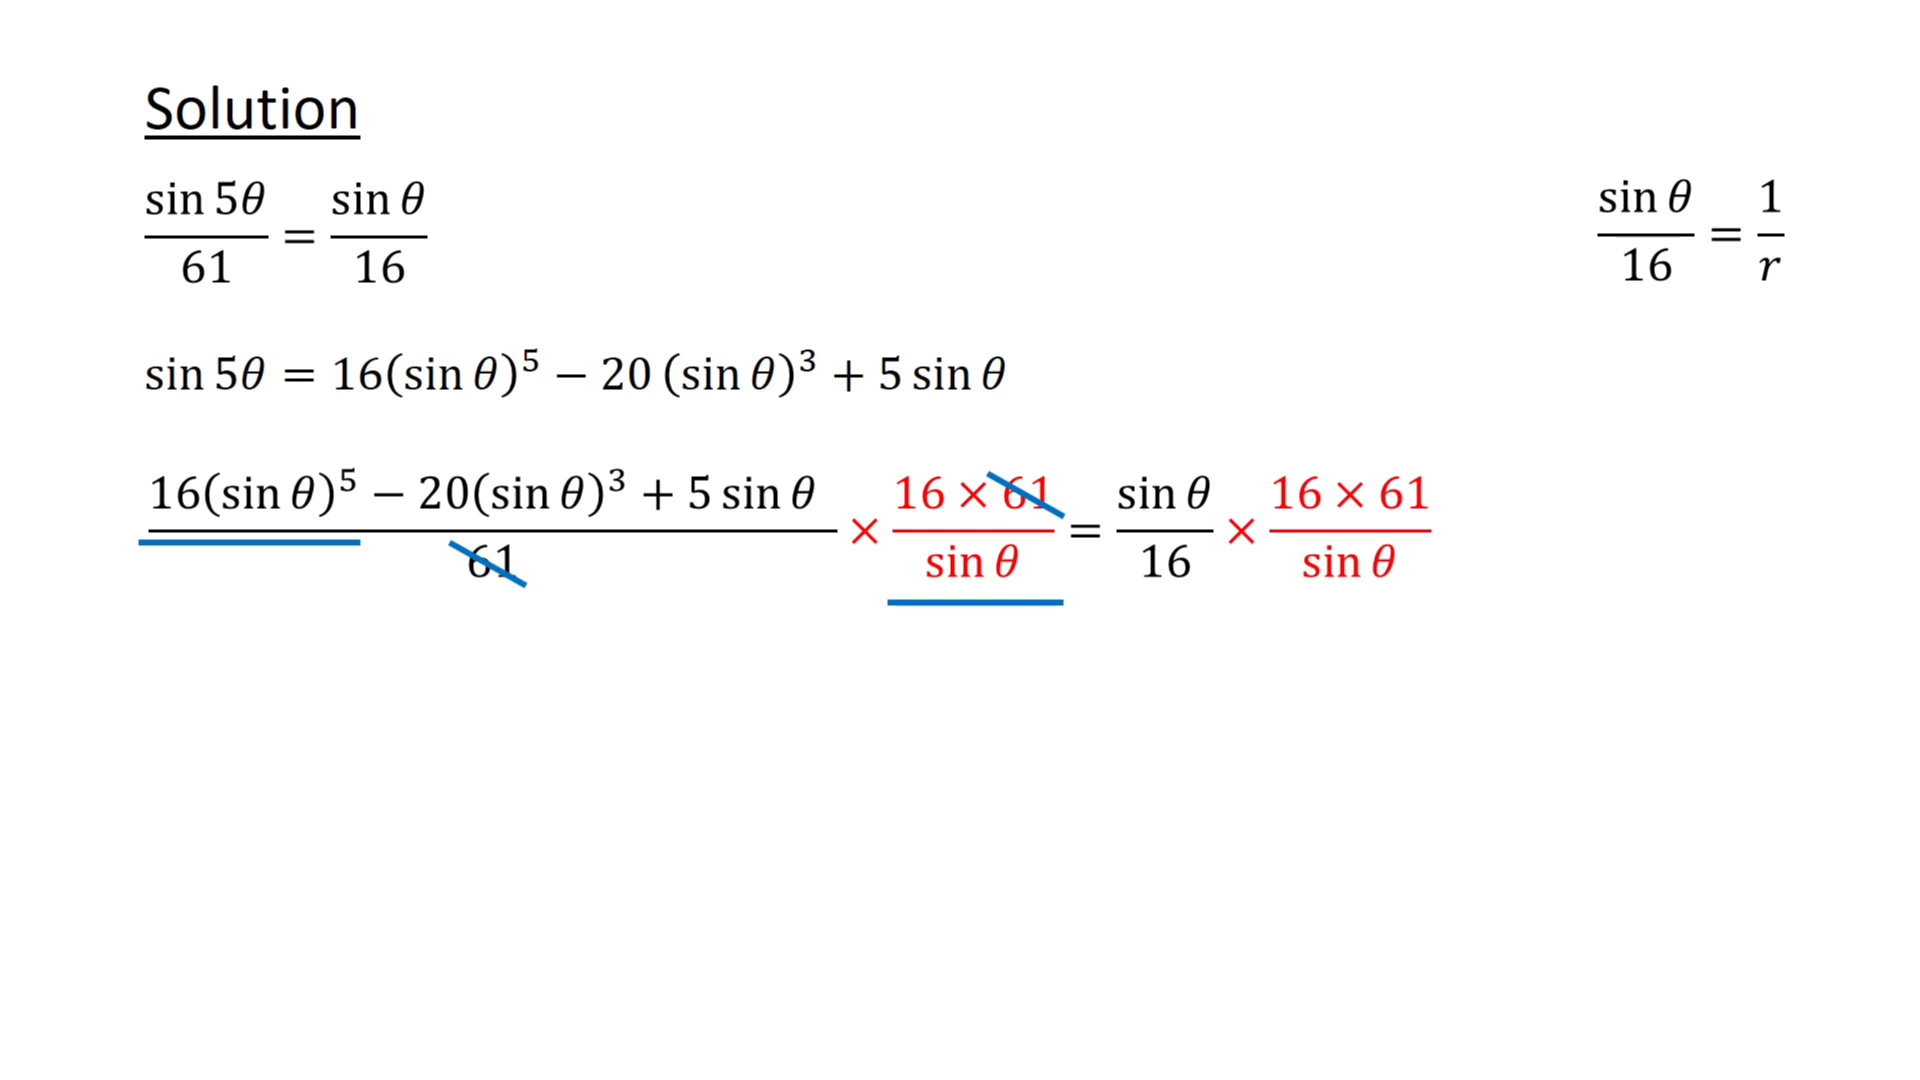 Solution
sin 5θ / 61 = sin θ / 16
sin θ / 16 = 1 / r
sin 5θ = 16(sin θ)⁵ − 20 (sin θ)³ + 5 sin θ
16(sin θ)⁵ − 20(sin θ)³ + 5 sin θ / 61 × 16 × 61 / sin θ = sin θ / 16 × 16 × 61 / sin θ